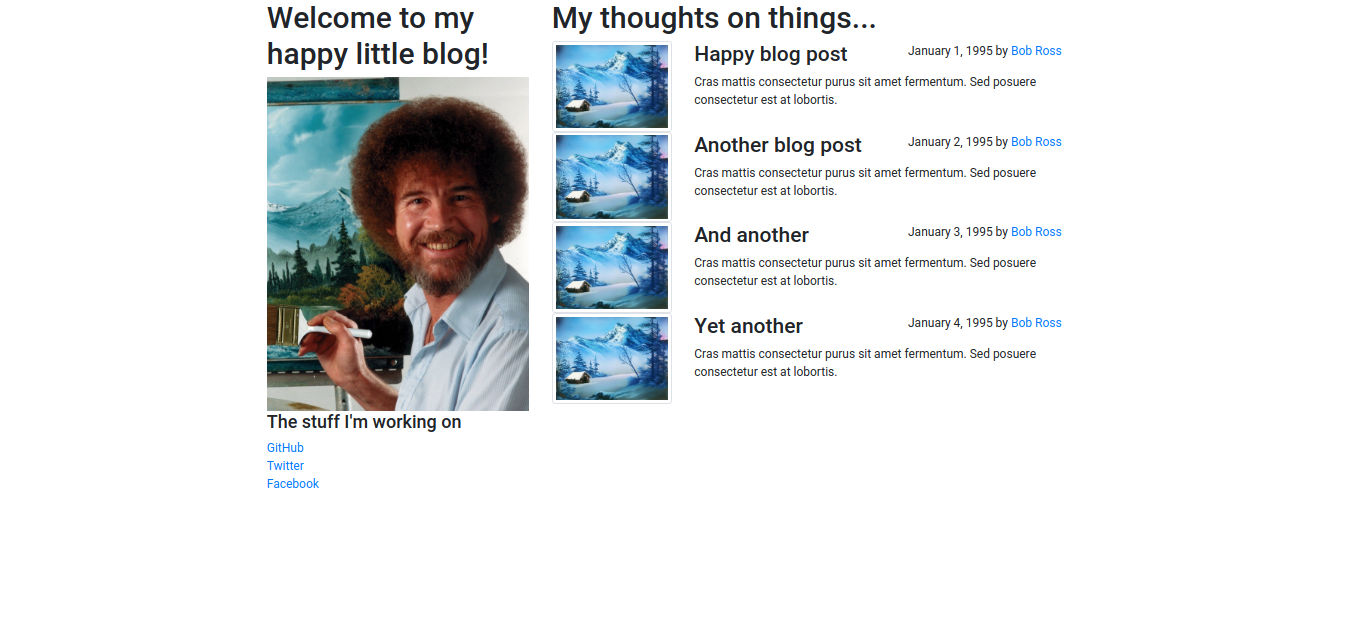 Welcome to my
happy little blog!
The stuff I'm working on
GitHub
Twitter
Facebook
My thoughts on things...
Happy blog post
January 1, 1995 by Bob Ross
Cras mattis consectetur purus sit amet fermentum. Sed posuere
consectetur est at lobortis.
Another blog post
January 2, 1995 by Bob Ross
Cras mattis consectetur purus sit amet fermentum. Sed posuere
consectetur est at lobortis.
And another
January 3, 1995 by Bob Ross
Cras mattis consectetur purus sit amet fermentum. Sed posuere
consectetur est at lobortis.
Yet another
January 4, 1995 by Bob Ross
Cras mattis consectetur purus sit amet fermentum. Sed posuere
consectetur est at lobortis.